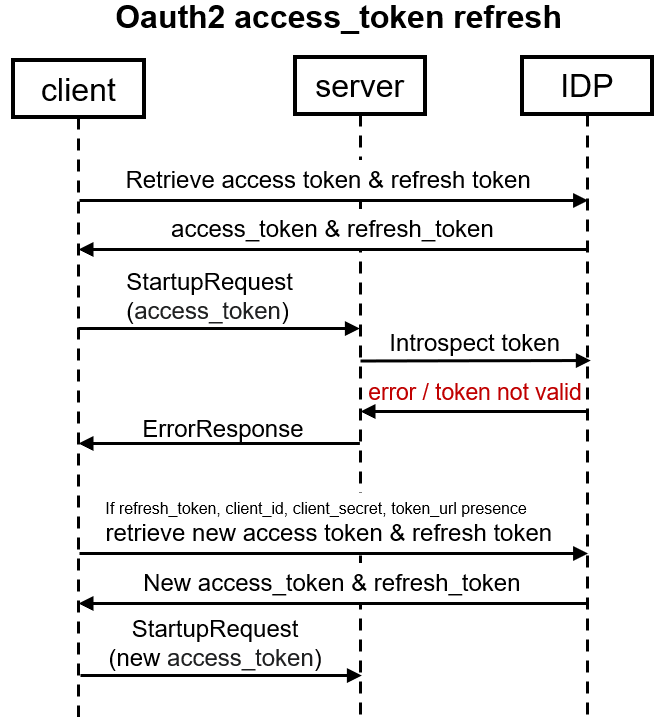 Oauth2 access_token refresh
client
server
IDP
Retrieve access token & refresh token
access_token & refresh_token
StartupRequest
(access_token)
Introspect token
error / token not valid
ErrorResponse
If refresh_token, client_id, client_secret, token_url presence
retrieve new access token & refresh token
New access_token & refresh_token
StartupRequest
(new access_token)